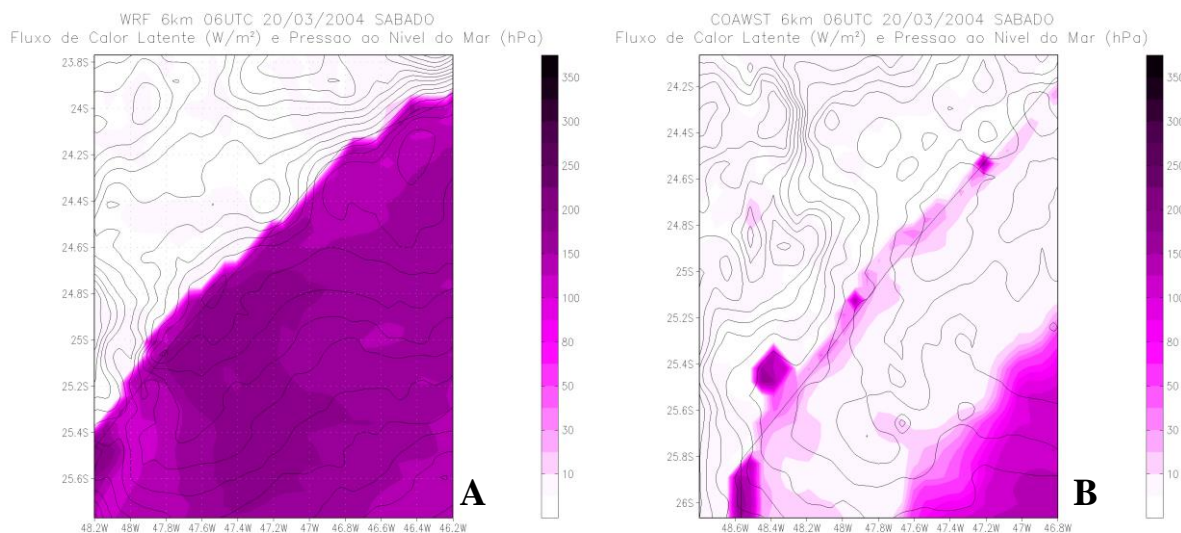 WRF 6km 06UTC 20/03/2004 SABADO
Fluxo de Calor Latente (W/m²) e Pressao ao Nivel do Mar (hPa)
23.8S
24S
24.2S
24.4S
24.6S
24.8S
25S
25.2S
25.4S
25.6S
48.2W 48W 47.8W 47.6W 47.4W 47.2W 47W 46.8W 46.6W 46.4W 46.2W
350
300
250
200
150
100
80
50
30
10
A
COAWST 6km 06UTC 20/03/2004 SABADO
Fluxo de Calor Latente (W/m²) e Pressao ao Nivel do Mar (hPa)
24.2S
24.4S
24.6S
24.8S
25S
25.2S
25.4S
25.6S
25.8S
26S
48.6W 48.4W 48.2W 48W 47.8W 47.6W 47.4W 47.2W 47W 46.8W
350
300
250
200
150
100
80
50
30
10
B